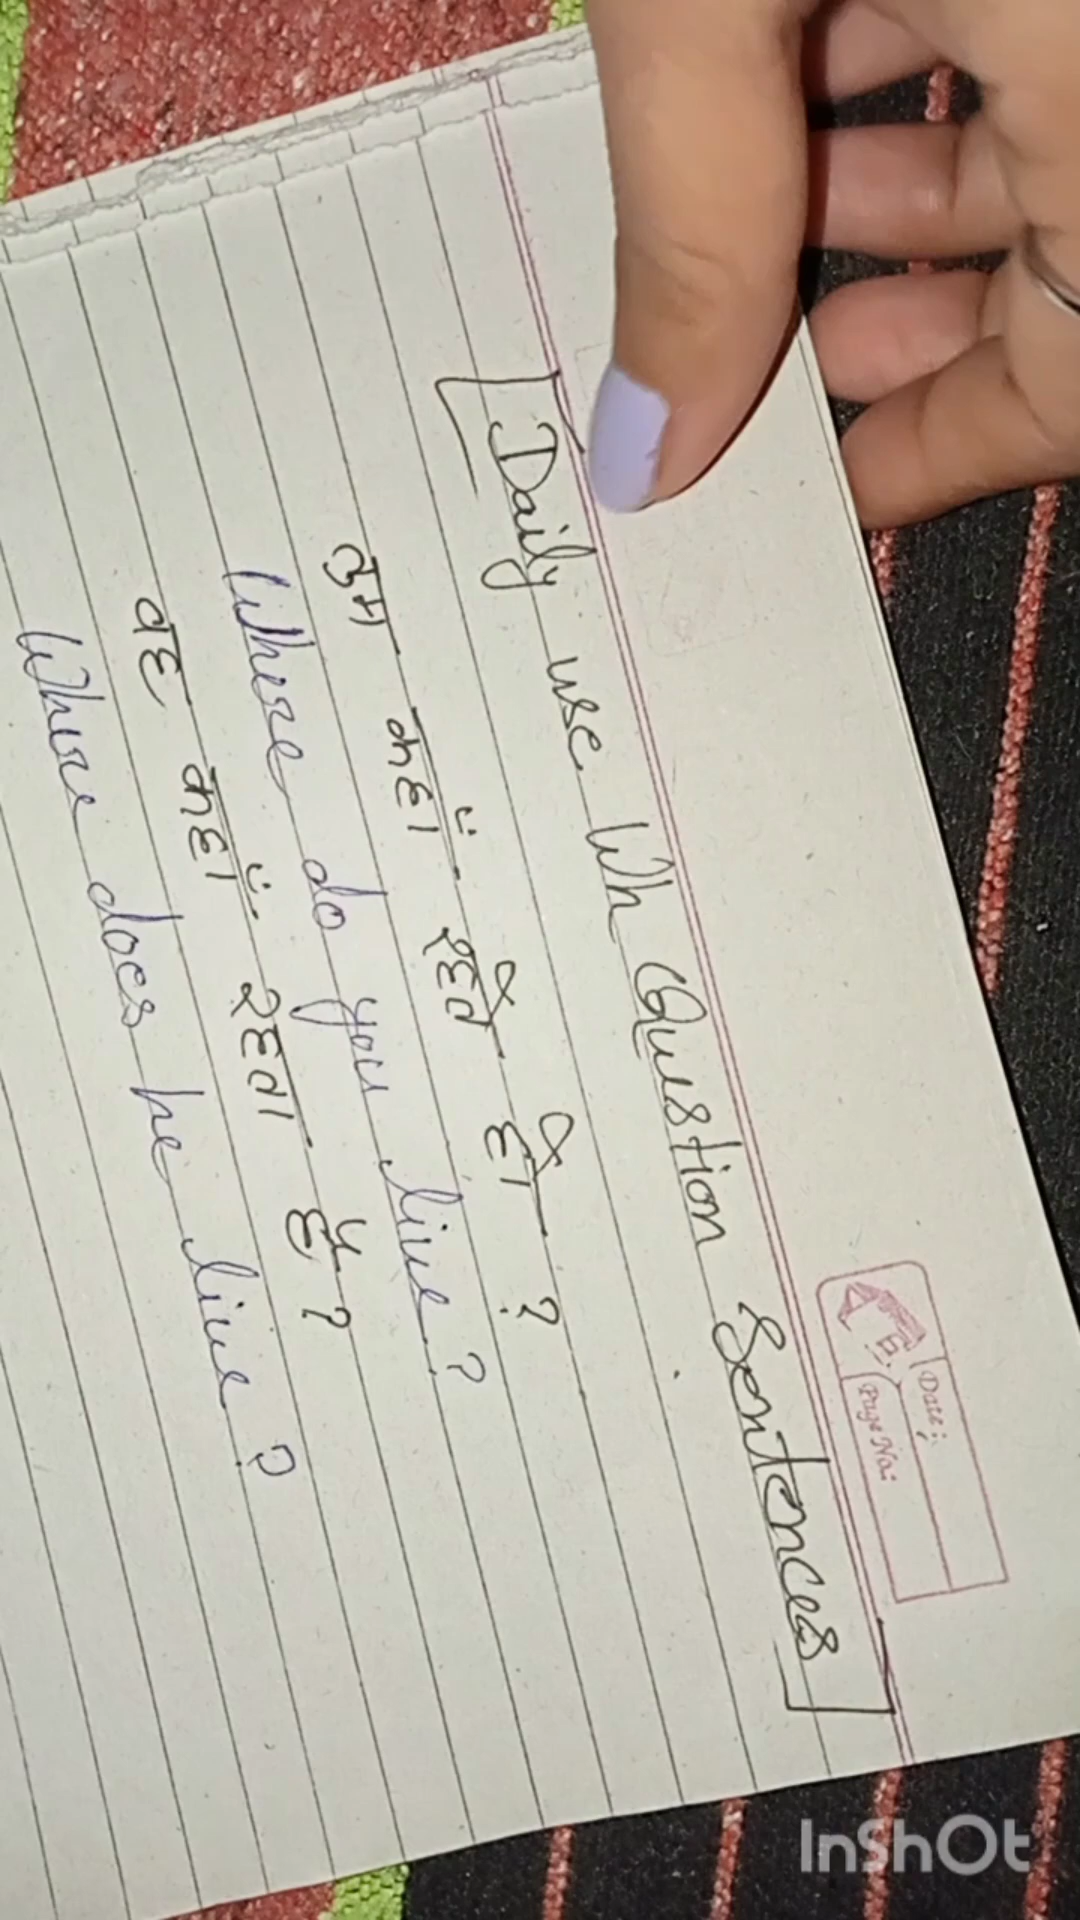 Date:
Page No:
Daily use Wh Question Sentences
तुम कहाँ रहते हो ?
Where do you live ?
वह कहाँ रहता है ?
Where does he live ?
InShOt